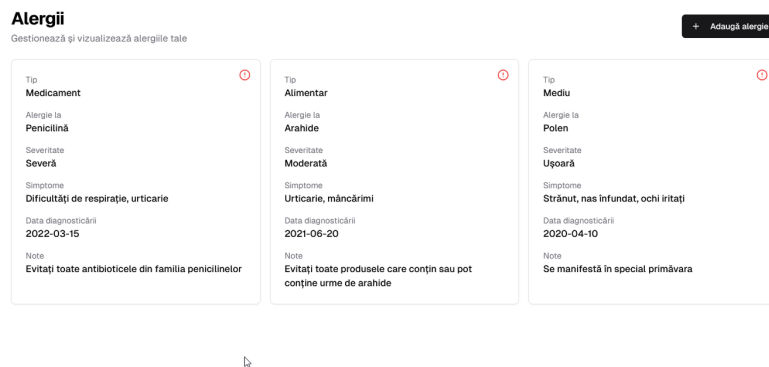 Alergii
Gestionează și vizualizează alergiile tale
+ Adaugă alergie
Tip
Medicament
Alergie la
Penicilină
Severitate
Severă
Simptome
Dificultăți de respirație, urticarie
Data diagnosticării
2022-03-15
Note
Evitați toate antibioticele din familia penicilinelor
Tip
Alimentar
Alergie la
Arahide
Severitate
Moderată
Simptome
Urticarie, mâncărimi
Data diagnosticării
2021-06-20
Note
Evitați toate produsele care conțin sau pot
conține urme de arahide
Tip
Mediu
Alergie la
Polen
Severitate
Ușoară
Simptome
Strănut, nas înfundat, ochi iritați
Data diagnosticării
2020-04-10
Note
Se manifestă în special primăvara